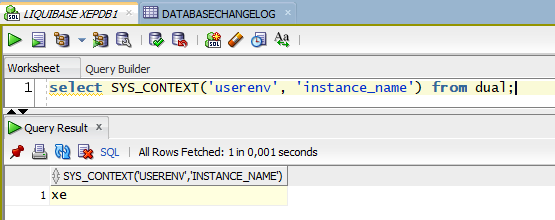 LIQUIBASE XEPDB1 DATABASECHANGELOG
Worksheet Query Builder
1 select SYS_CONTEXT('userenv', 'instance_name') from dual;
Query Result x
SQL | All Rows Fetched: 1 in 0,001 seconds
SYS_CONTEXT('USERENV','INSTANCE_NAME')
1 xe